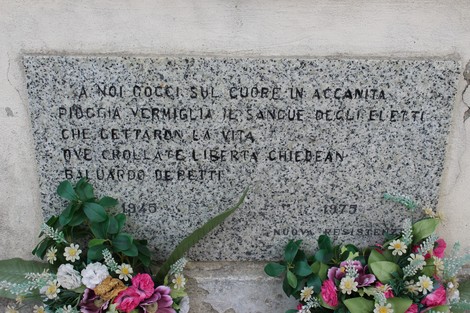 A NOI GOCCI SUL CUORE IN ACCANITA
PIOGGIA VERMIGLIA IL SANGUE DEGLI ELETTI
CHE GETTARON LA VITA
OVE CROLLATE LIBERTÀ CHIEDEAN
BALUARDO DE PETTI
1945 1975
NUOVA RESISTENZA